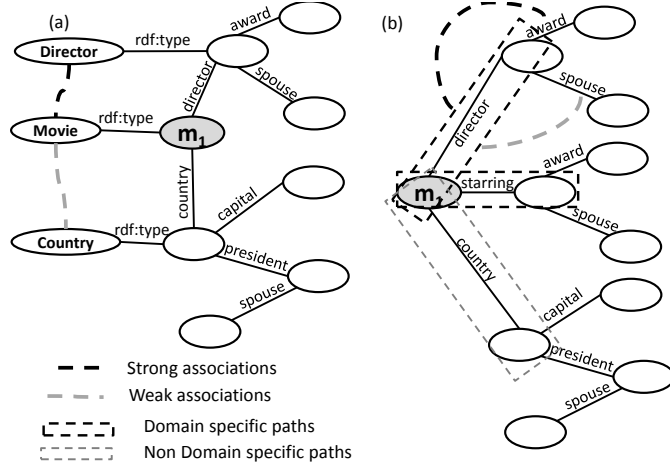 (a)
Director
rdf:type
award
spouse
director
Movie
rdf:type
m1
country
capital
Country
rdf:type
president
spouse
(b)
award
spouse
director
award
m1
starring
spouse
country
capital
president
spouse
Strong associations
Weak associations
Domain specific paths
Non Domain specific paths